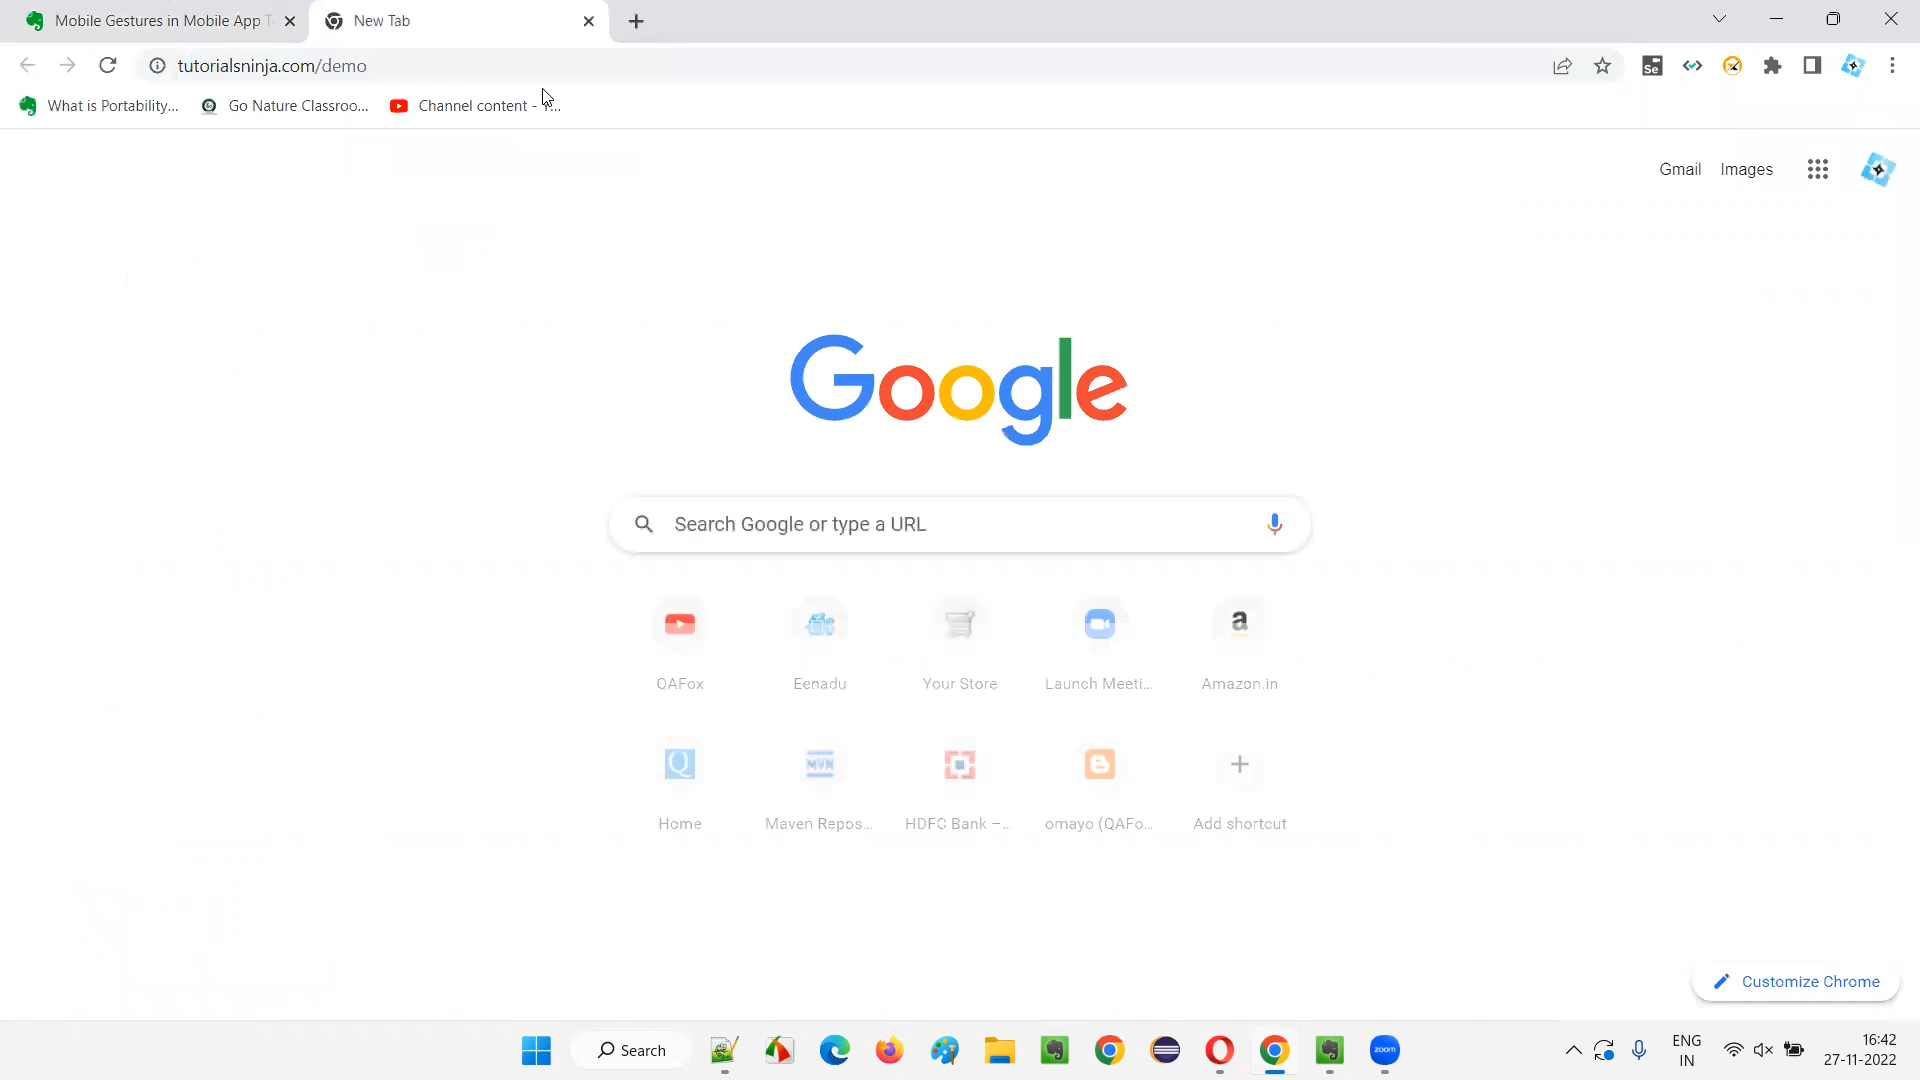 Mobile Gestures in Mobile App T
New Tab
tutorialsninja.com/demo
What is Portability...
Go Nature Classroo...
Channel content - Y...
Gmail
Images
Google
Search Google or type a URL
QAFox
Eenadu
Your Store
Launch Meeti...
Amazon.in
Home
Maven Repos...
HDFC Bank –...
omayo (QAFo...
Add shortcut
Customize Chrome
Search
ENG
IN
16:42
27-11-2022